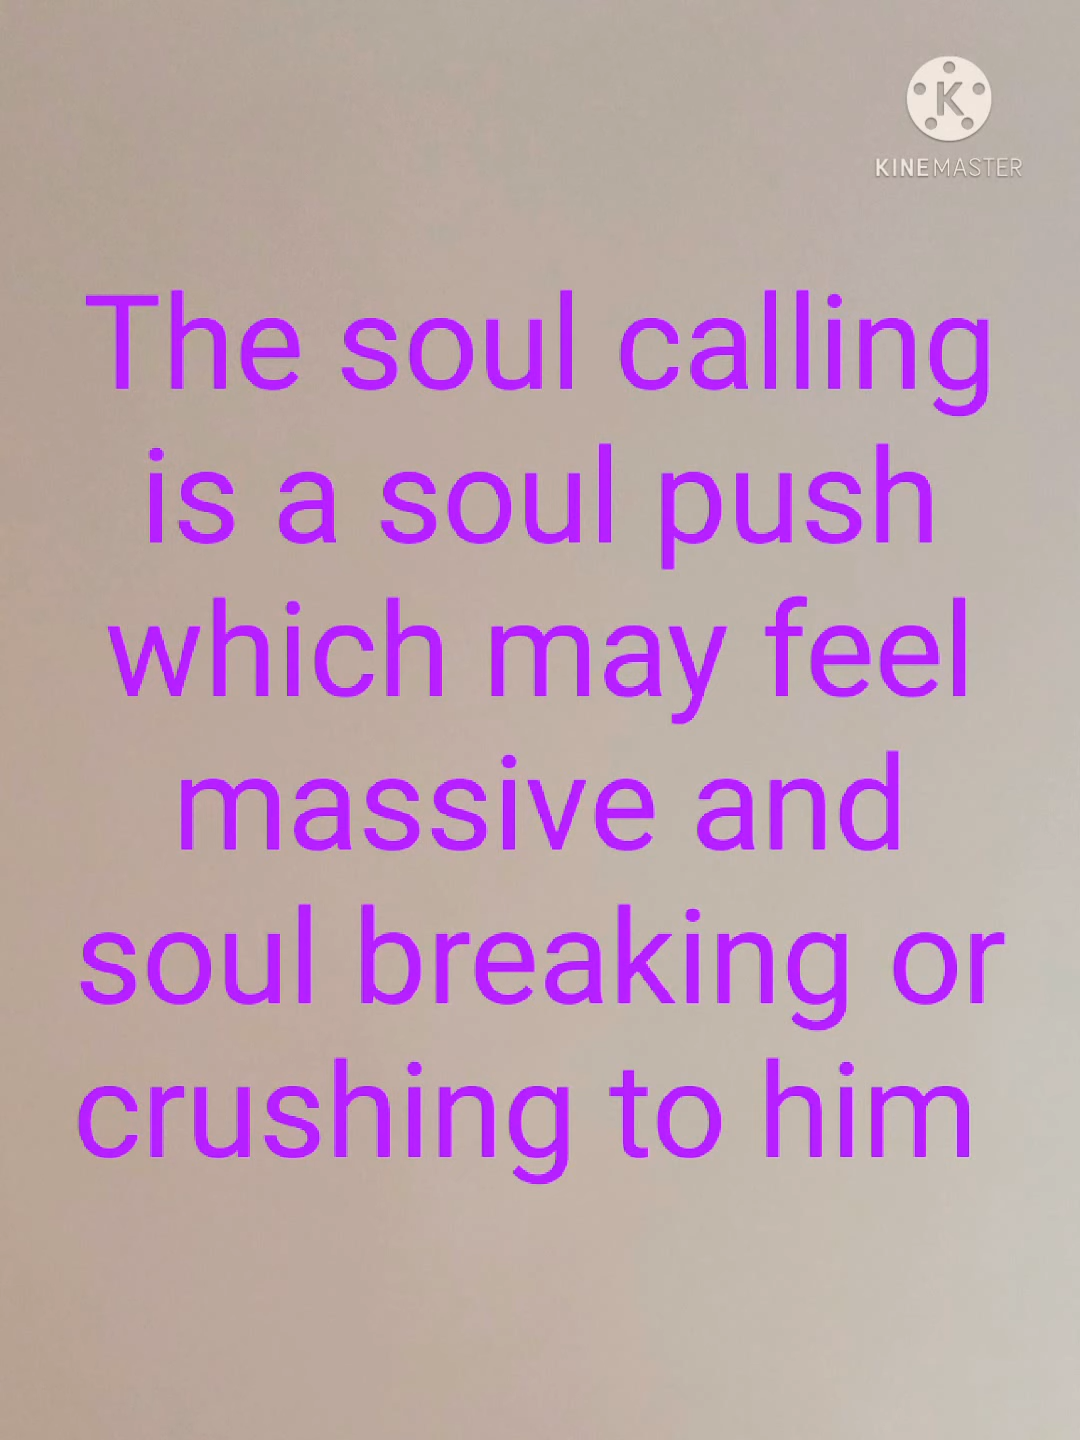 K
KINEMASTER
The soul calling
is a soul push
which may feel
massive and
soul breaking or
crushing to him